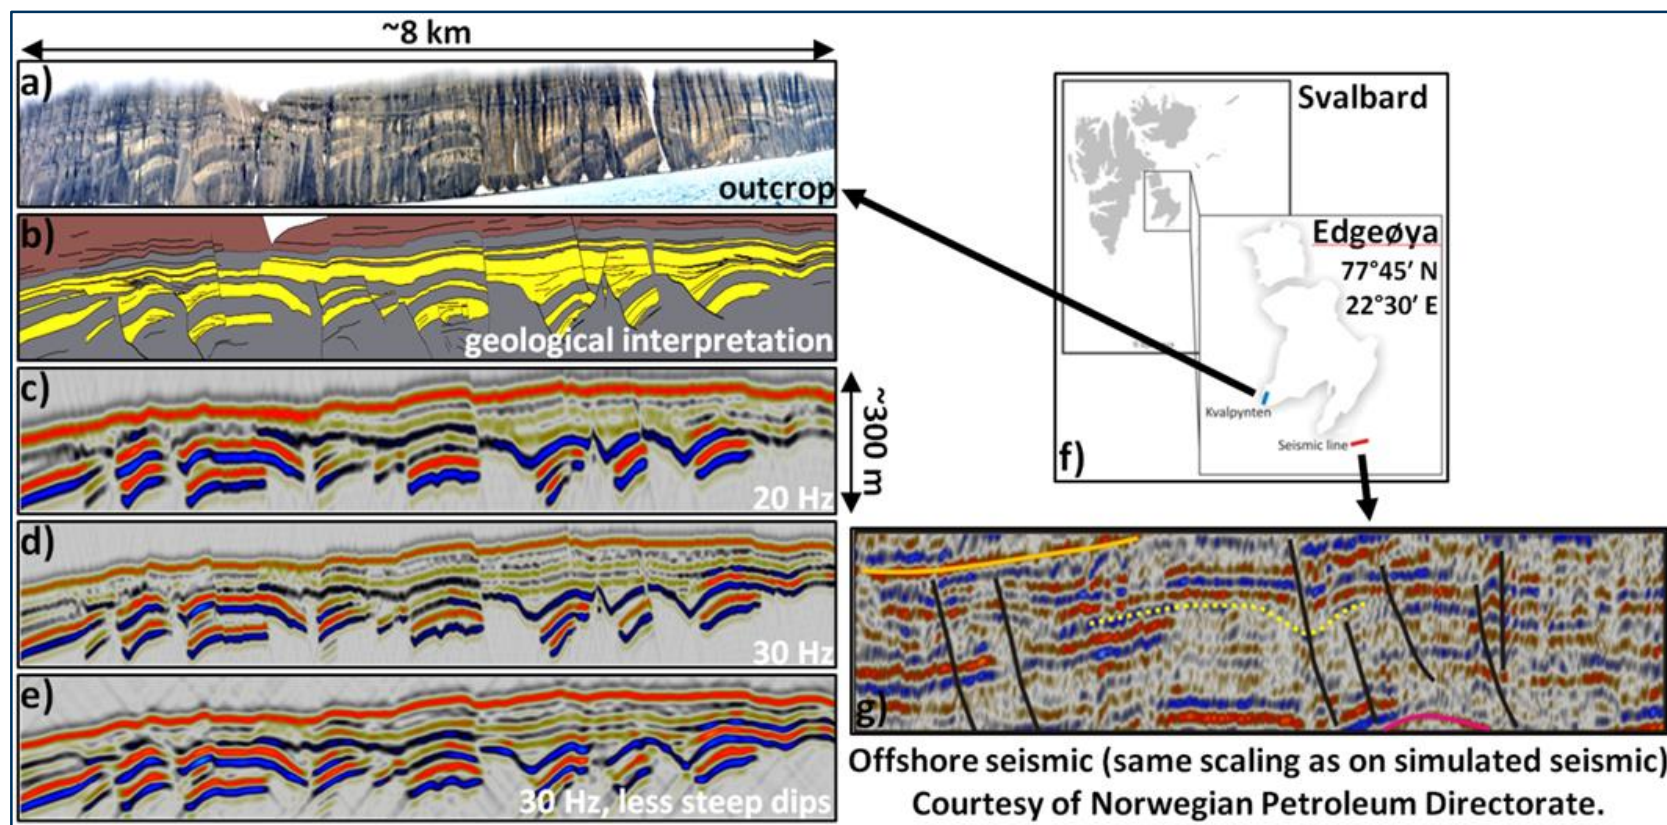 ~8 km
a)
outcrop
b)
geological interpretation
c)
20 Hz
~300 m
d)
30 Hz
e)
30 Hz, less steep dips
Svalbard
Edgeøya
77°45’ N
22°30’ E
Kvalpynten
Seismic line
f)
g)
Offshore seismic (same scaling as on simulated seismic)
Courtesy of Norwegian Petroleum Directorate.